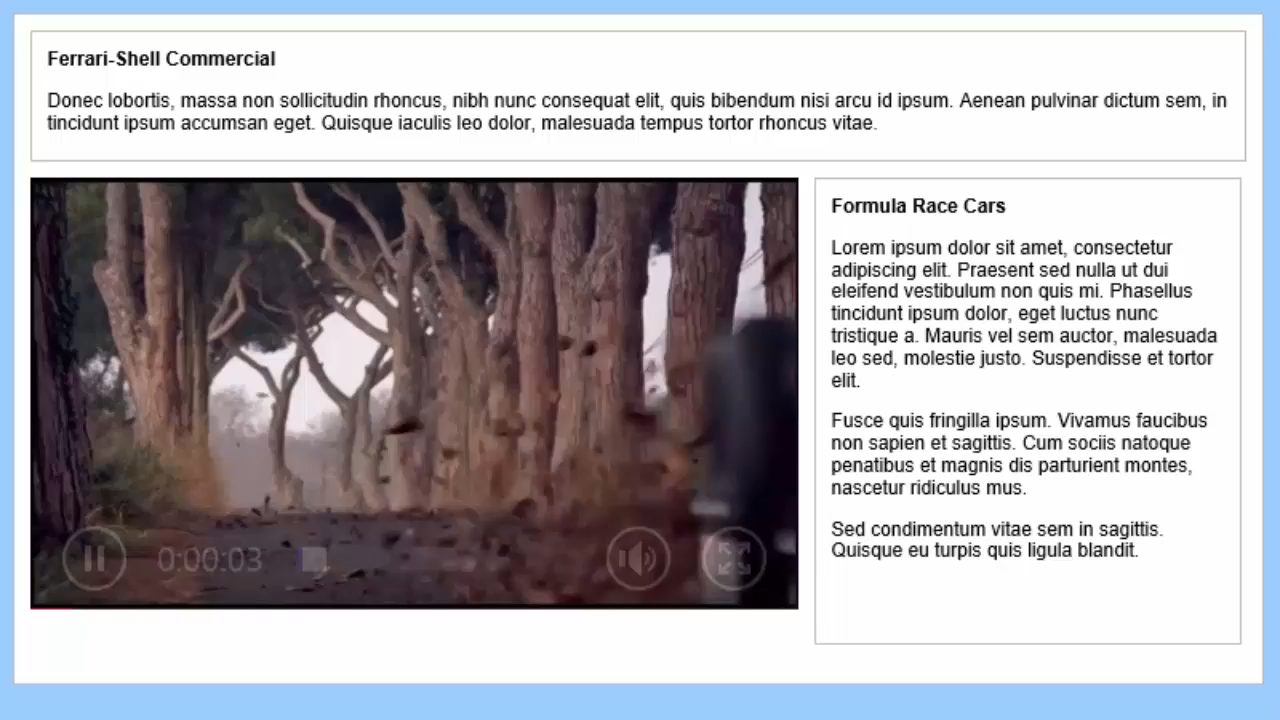 Ferrari-Shell Commercial
Donec lobortis, massa non sollicitudin rhoncus, nibh nunc consequat elit, quis bibendum nisi arcu id ipsum. Aenean pulvinar dictum sem, in
tincidunt ipsum accumsan eget. Quisque iaculis leo dolor, malesuada tempus tortor rhoncus vitae.
0:00:03
Formula Race Cars
Lorem ipsum dolor sit amet, consectetur
adipiscing elit. Praesent sed nulla ut dui
eleifend vestibulum non quis mi. Phasellus
tincidunt ipsum dolor, eget luctus nunc
tristique a. Mauris vel sem auctor, malesuada
leo sed, molestie justo. Suspendisse et tortor
elit.
Fusce quis fringilla ipsum. Vivamus faucibus
non sapien et sagittis. Cum sociis natoque
penatibus et magnis dis parturient montes,
nascetur ridiculus mus.
Sed condimentum vitae sem in sagittis.
Quisque eu turpis quis ligula blandit.